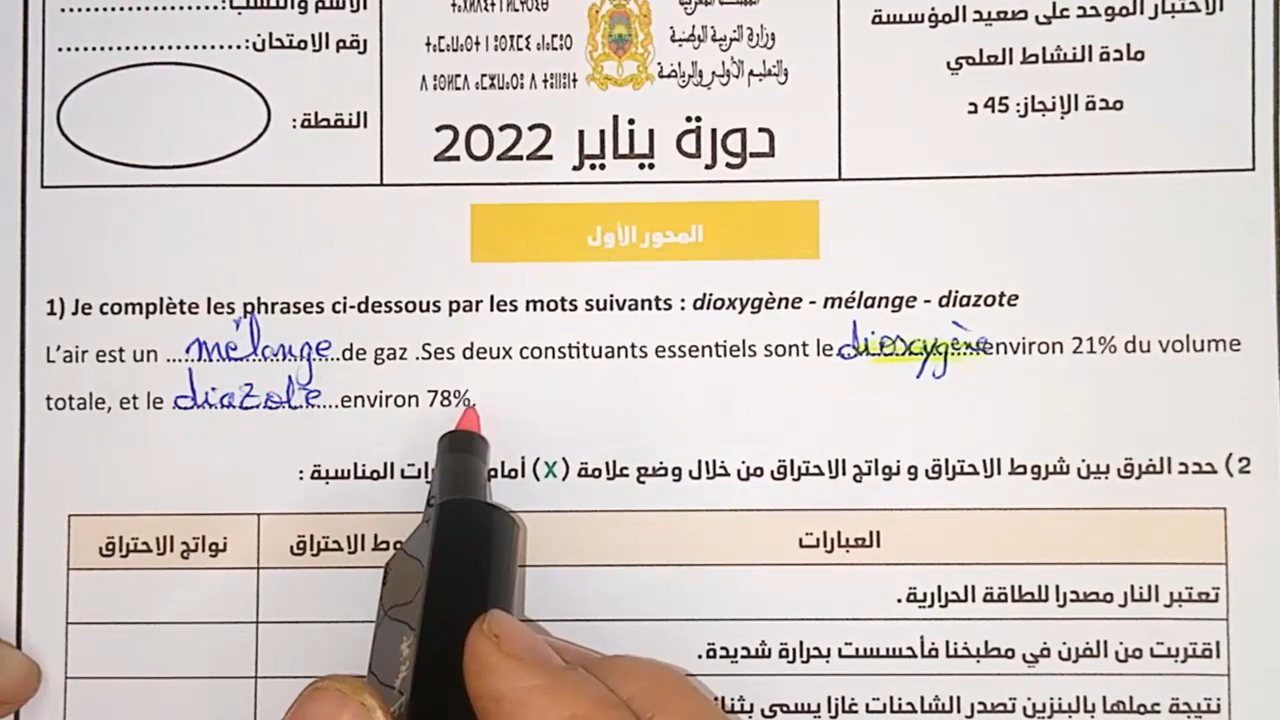 الاختبار الموحد على صعيد المؤسسة
مادة النشاط العلمي
مدة الإنجاز: 45 د
وزارة التربية الوطنية
والتعليم الأولي والرياضة
ⵜⴰⵎⴰⵡⴰⵙⵜ ⵏ ⵓⵙⴳⵎⵉ ⴰⵏⴰⵎⵓⵔ
دورة يناير 2022
الاسم والنسب:....................
رقم الامتحان:....................
النقطة:
المحور الأول
1) Je complète les phrases ci-dessous par les mots suivants : dioxygène - mélange - diazote
L'air est un ...mélange...de gaz .Ses deux constituants essentiels sont le dioxygène environ 21% du volume
totale, et le diazote...environ 78%.
2) حدد الفرق بين شروط الاحتراق و نواتج الاحتراق من خلال وضع علامة (X) أمام المناسبة :
العبارات
الاحتراق
نواتج الاحتراق
تعتبر النار مصدرا للطاقة الحرارية.
اقتربت من الفرن في مطبخنا فأحسست بحرارة شديدة.
نتيجة عملها بالبنزين تصدر الشاحنات غازا يسمى